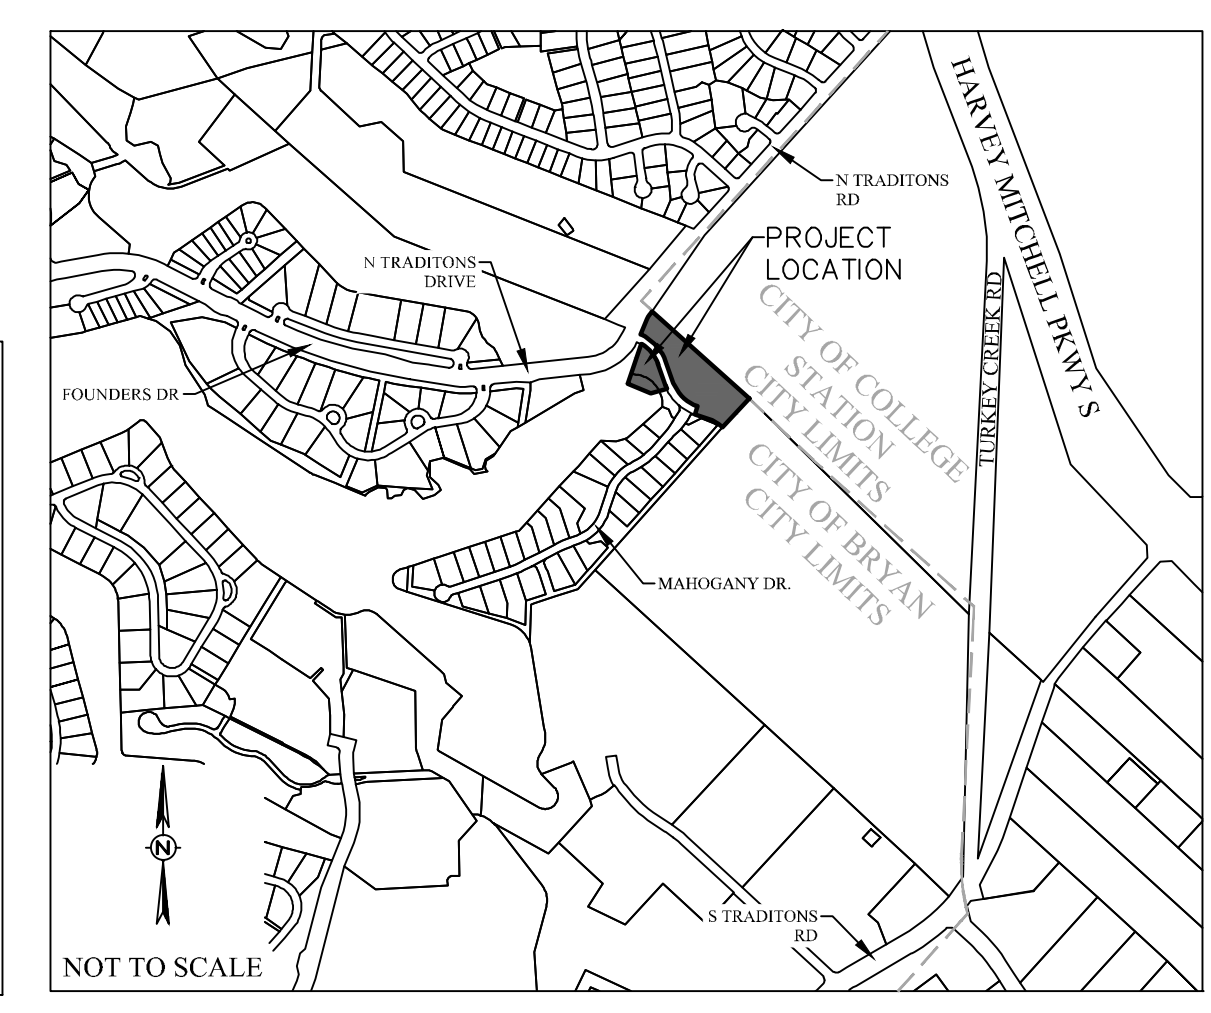 HARVEY MITCHELL PKWY S
N TRADITONS
RD
PROJECT
LOCATION
N TRADITONS
DRIVE
TURKEY CREEK RD
CITY OF COLLEGE
STATION
CITY LIMITS
FOUNDERS DR
CITY OF BRYAN
CITY LIMITS
MAHOGANY DR.
N
S TRADITONS
RD
NOT TO SCALE